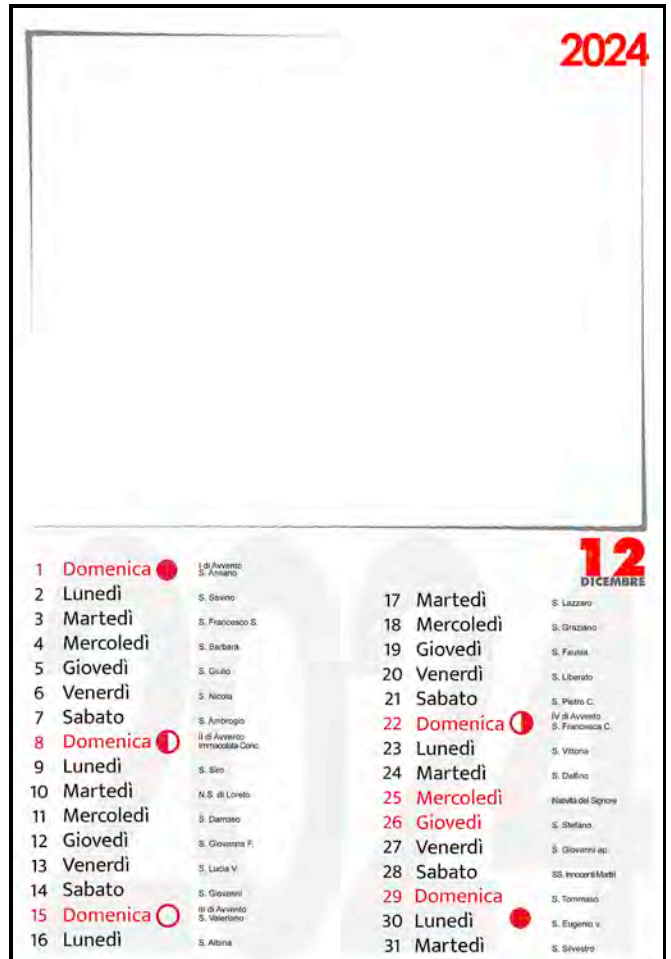 2024
12
DICEMBRE
1 Domenica I di Avvento
S. Ansano
2 Lunedì S. Savino
3 Martedì S. Francesco S.
4 Mercoledì S. Barbara
5 Giovedì S. Giulio
6 Venerdì S. Nicola
7 Sabato S. Ambrogio
8 Domenica II di Avvento
Immacolata Conc.
9 Lunedì S. Siro
10 Martedì N.S. di Loreto
11 Mercoledì S. Damaso
12 Giovedì S. Giovanna F.
13 Venerdì S. Lucia V.
14 Sabato S. Giovanni
15 Domenica III di Avvento
S. Valeriano
16 Lunedì S. Albina
17 Martedì S. Lazzaro
18 Mercoledì S. Graziano
19 Giovedì S. Fausta
20 Venerdì S. Liberato
21 Sabato S. Pietro C.
22 Domenica IV di Avvento
S. Francesca C.
23 Lunedì S. Vittoria
24 Martedì S. Delfino
25 Mercoledì Natività del Signore
26 Giovedì S. Stefano
27 Venerdì S. Giovanni ap.
28 Sabato SS. Innocenti Martiri
29 Domenica S. Tommaso
30 Lunedì S. Eugenio v.
31 Martedì S. Silvestro